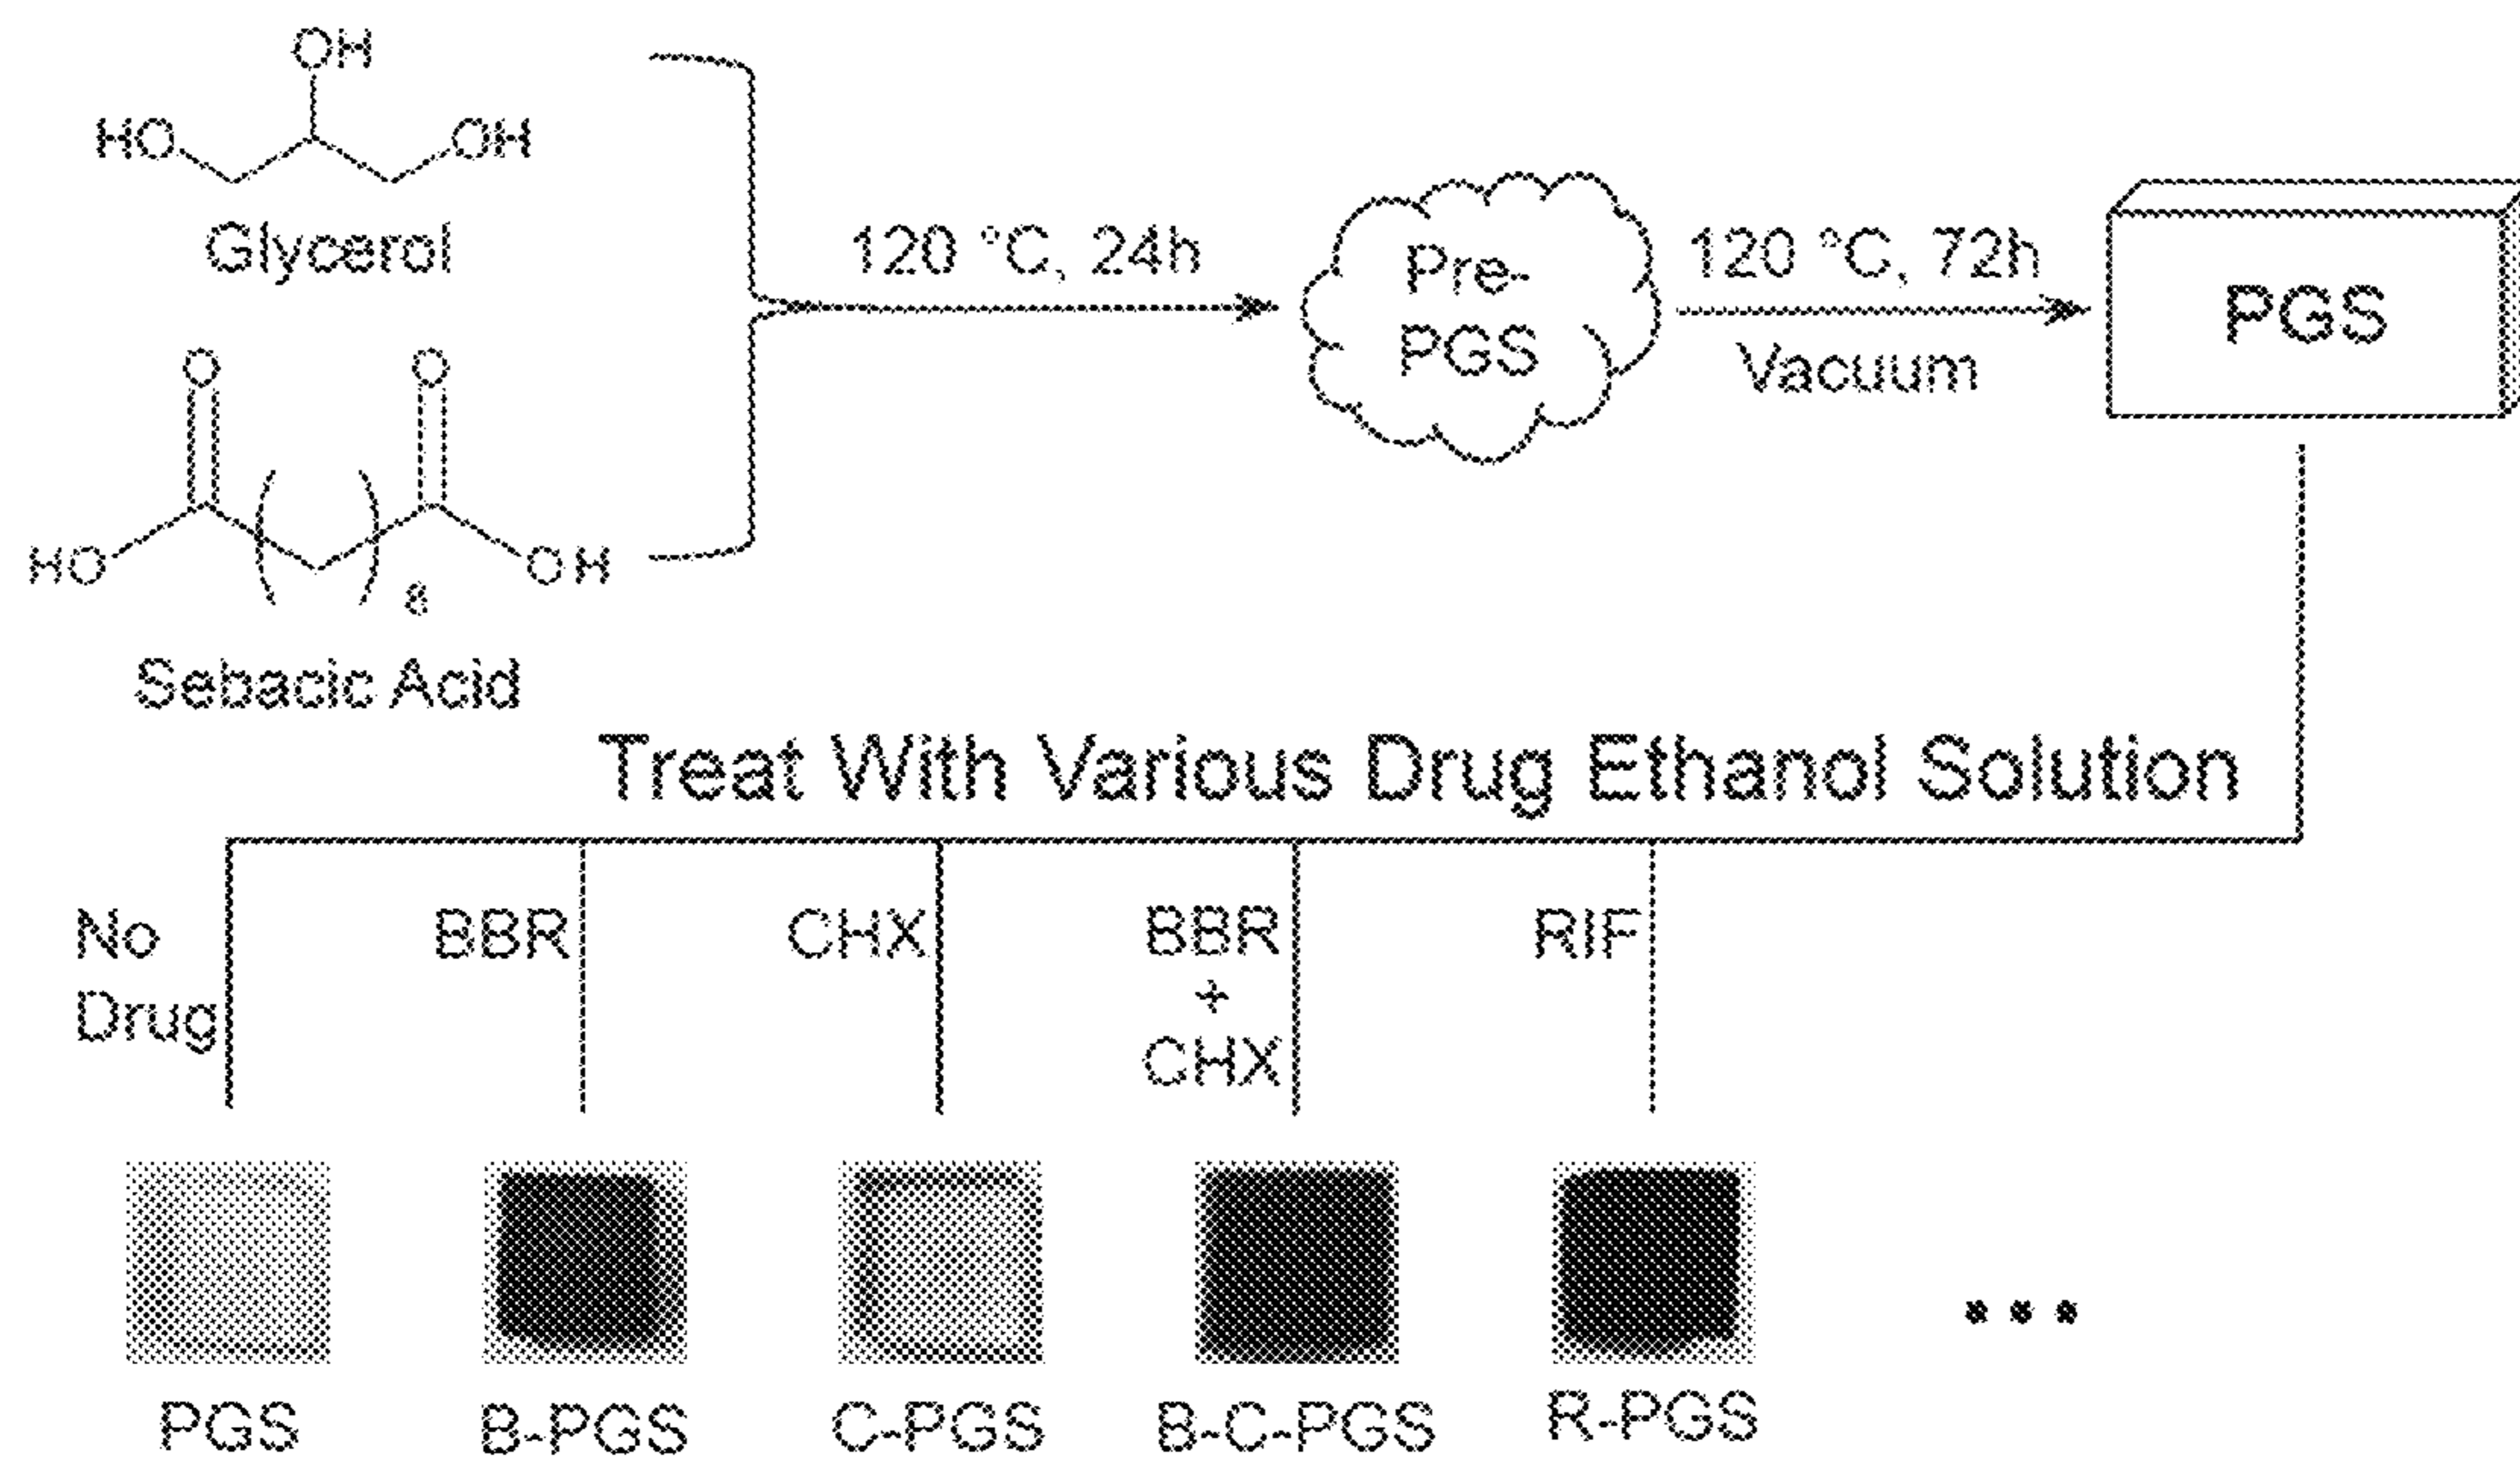 OH
HO
OH
Glycerol
O
O
HO
OH
8
Sebacic Acid
120 °C, 24h
Pre-
PGS
120 °C, 72h
Vacuum
PGS
Treat With Various Drug Ethanol Solution
No
Drug
BBR
CHX
BBR
+
CHX
RIF
PGS
B-PGS
C-PGS
B-C-PGS
R-PGS
...